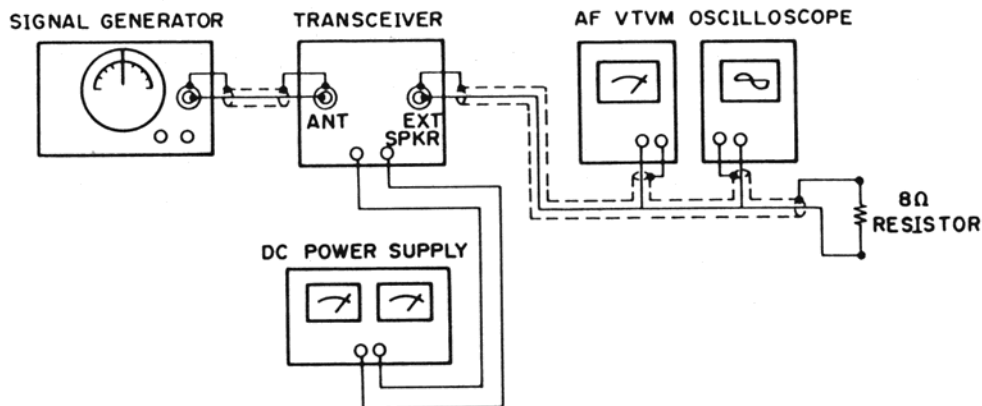 SIGNAL GENERATOR
TRANSCEIVER
AF VTVM
OSCILLOSCOPE
ANT
EXT
SPKR
8Ω
RESISTOR
DC POWER SUPPLY